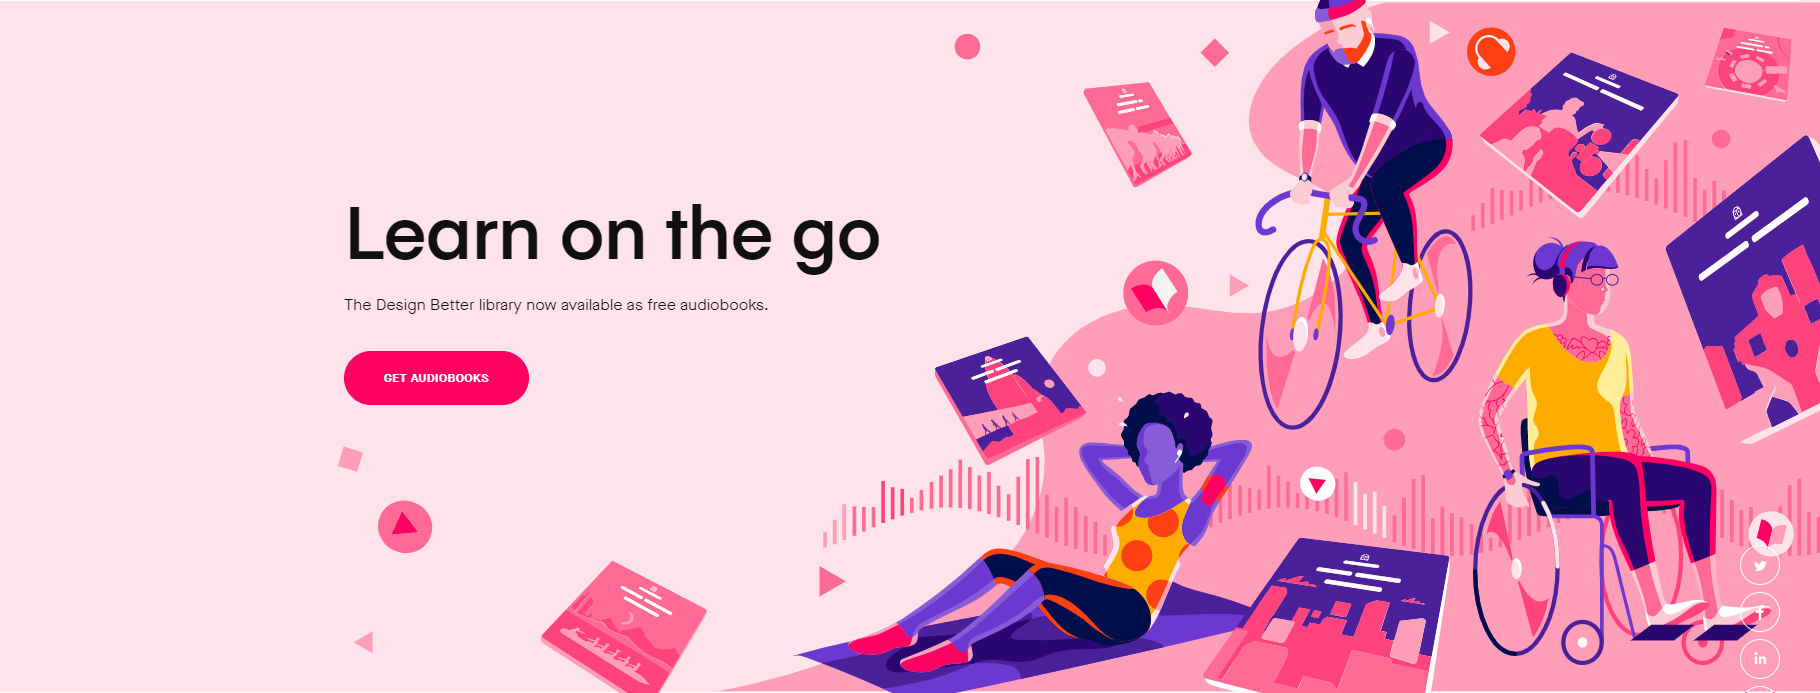 Learn on the go
The Design Better library now available as free audiobooks.
GET AUDIOBOOKS